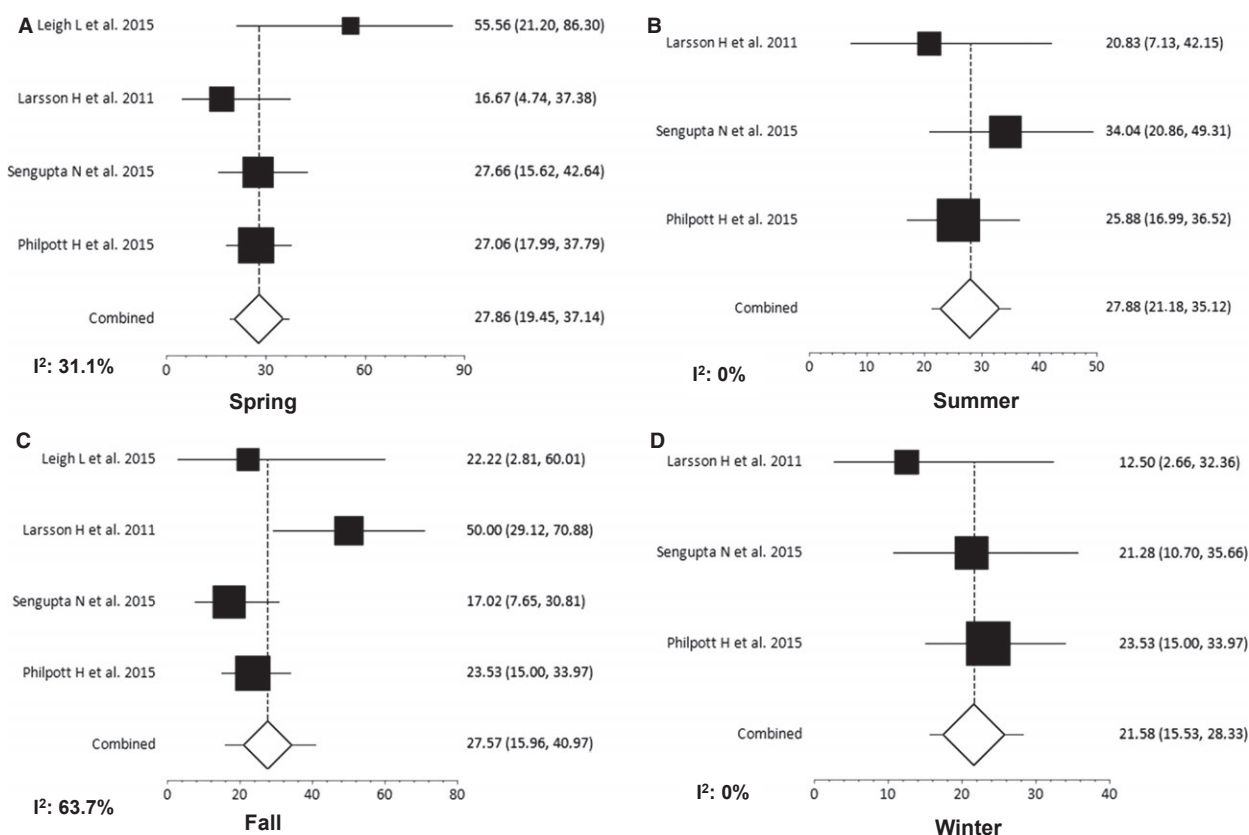 A
Leigh L et al. 2015 55.56 (21.20, 86.30)
Larsson H et al. 2011 16.67 (4.74, 37.38)
Sengupta N et al. 2015 27.66 (15.62, 42.64)
Philpott H et al. 2015 27.06 (17.99, 37.79)
Combined 27.86 (19.45, 37.14)
I²: 31.1%
0 30 60 90
Spring
B
Larsson H et al. 2011 20.83 (7.13, 42.15)
Sengupta N et al. 2015 34.04 (20.86, 49.31)
Philpott H et al. 2015 25.88 (16.99, 36.52)
Combined 27.88 (21.18, 35.12)
I²: 0%
0 10 20 30 40 50
Summer
C
Leigh L et al. 2015 22.22 (2.81, 60.01)
Larsson H et al. 2011 50.00 (29.12, 70.88)
Sengupta N et al. 2015 17.02 (7.65, 30.81)
Philpott H et al. 2015 23.53 (15.00, 33.97)
Combined 27.57 (15.96, 40.97)
I²: 63.7%
0 20 40 60 80
Fall
D
Larsson H et al. 2011 12.50 (2.66, 32.36)
Sengupta N et al. 2015 21.28 (10.70, 35.66)
Philpott H et al. 2015 23.53 (15.00, 33.97)
Combined 21.58 (15.53, 28.33)
I²: 0%
0 10 20 30 40
Winter